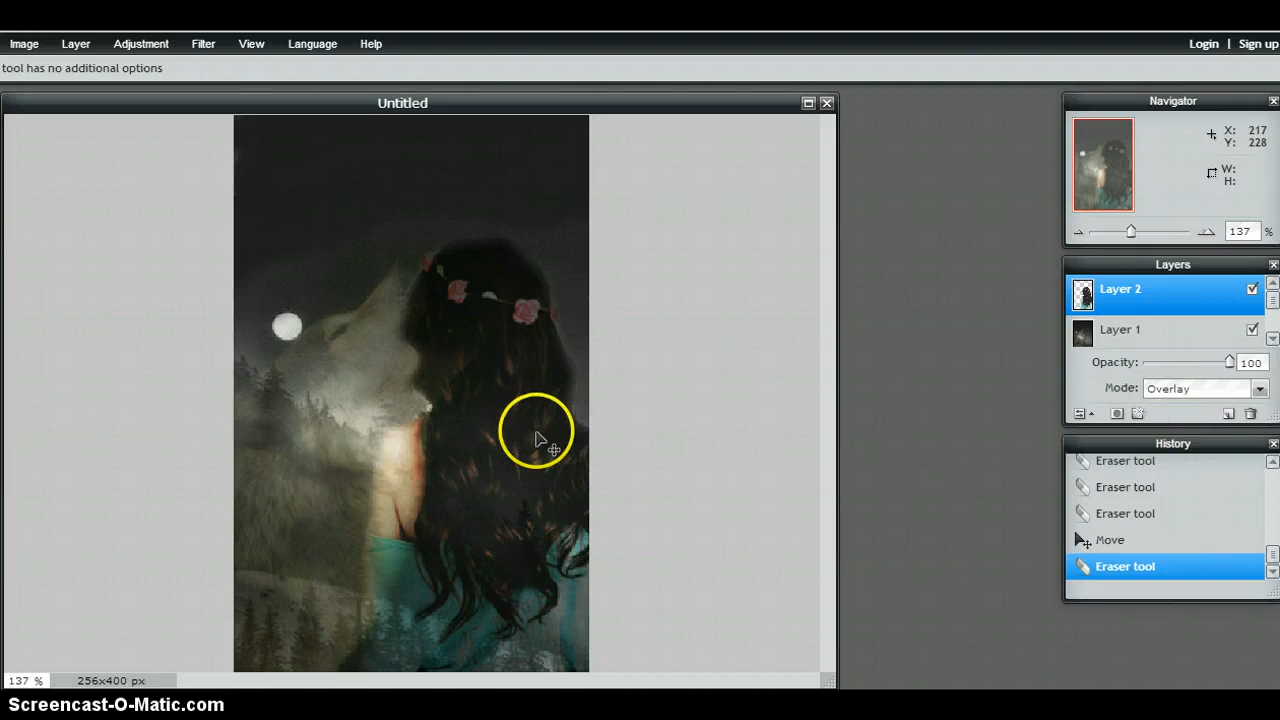 Image Layer Adjustment Filter View Language Help Login | Sign up
tool has no additional options
Untitled
Navigator
X: 217
Y: 228
W:
H:
137 %
Layers
Layer 2
Layer 1
Opacity: 100
Mode: Overlay
History
Eraser tool
Eraser tool
Eraser tool
Move
Eraser tool
137 % 256x400 px
Screencast-O-Matic.com